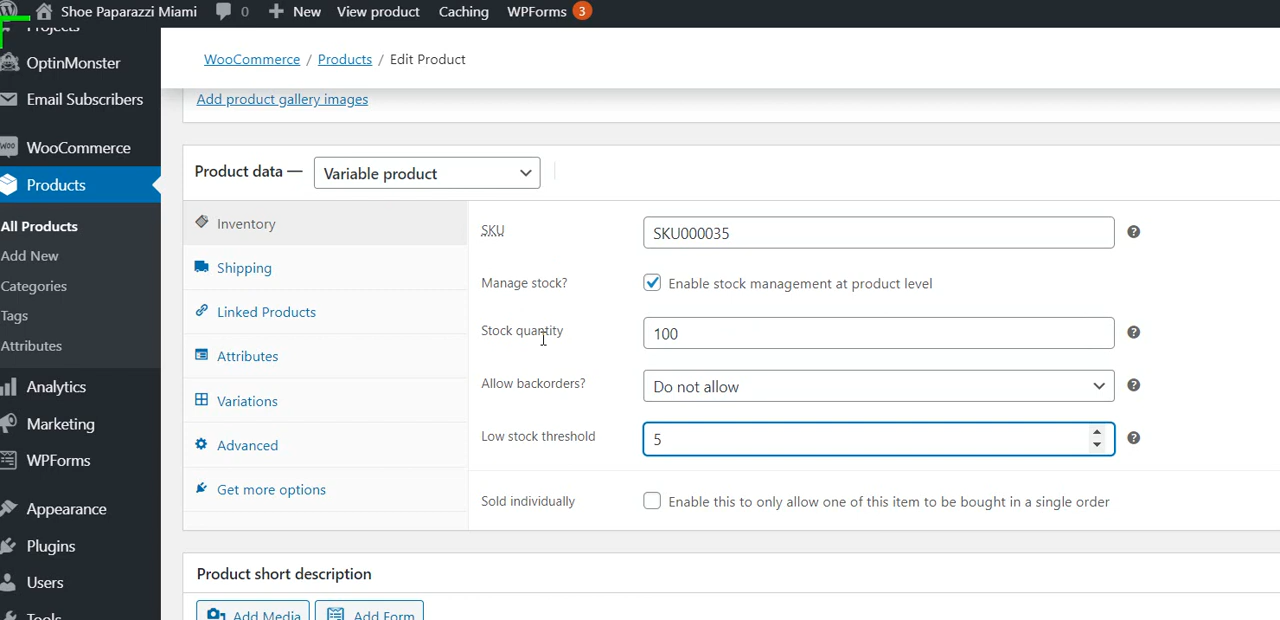 Shoe Paparazzi Miami 0 New View product Caching WPForms 3
Projects
OptinMonster
Email Subscribers
WooCommerce
Products
All Products
Add New
Categories
Tags
Attributes
Analytics
Marketing
WPForms
Appearance
Plugins
Users
Tools
WooCommerce / Products / Edit Product
Add product gallery images
Product data — Variable product
Inventory
Shipping
Linked Products
Attributes
Variations
Advanced
Get more options
SKU SKU000035
Manage stock? Enable stock management at product level
Stock quantity 100
Allow backorders? Do not allow
Low stock threshold 5
Sold individually Enable this to only allow one of this item to be bought in a single order
Product short description
Add Media Add Form